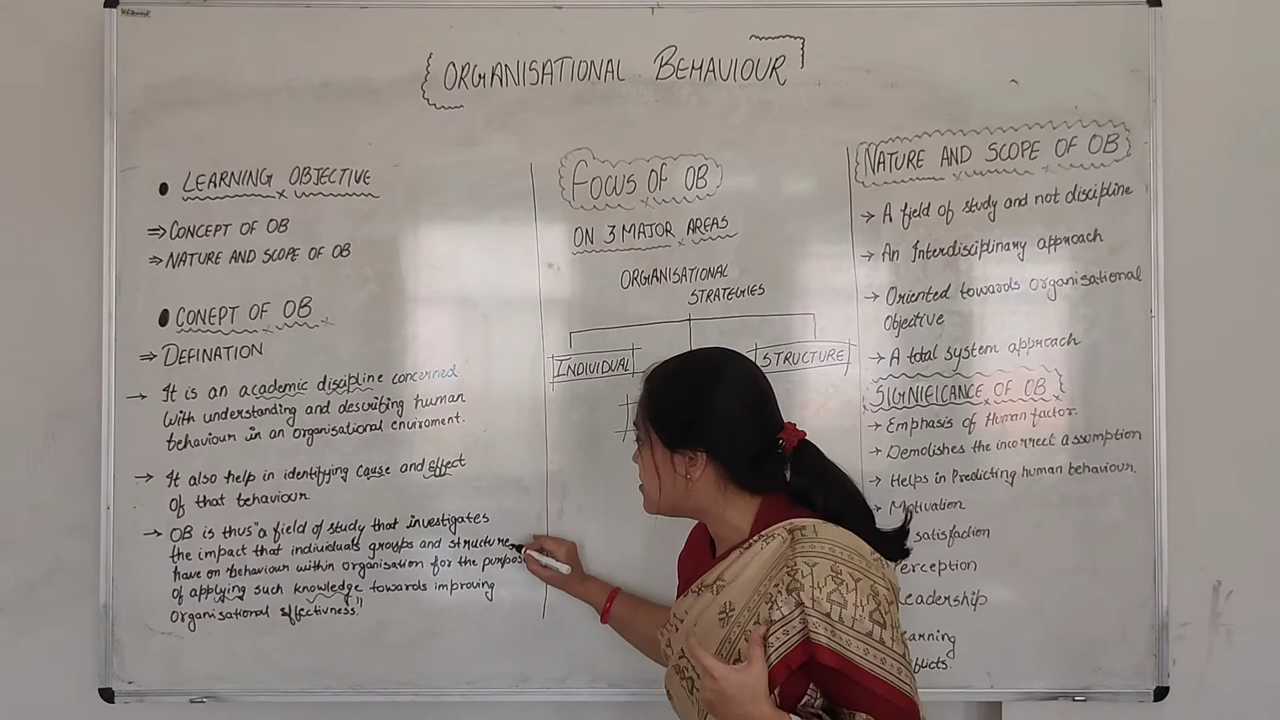 ORGANISATIONAL BEHAVIOUR
• LEARNING OBJECTIVE
⇒ CONCEPT OF OB
⇒ NATURE AND SCOPE OF OB
• CONEPT OF OB
⇒ DEFINATION
→ It is an academic discipline concerned
with understanding and describing human
behaviour in an organisational enviroment.
→ It also help in identifying cause and effect
of that behaviour
→ OB is thus "a field of study that investigates
the impact that individuals groups and structure
have on behaviour within organisation for the purpos
of applying such knowledge towards improving
organisational effectivness."
FOCUS OF OB
ON 3 MAJOR AREAS
ORGANISATIONAL
STRATEGIES
INDIVIDUAL
STRUCTURE
NATURE AND SCOPE OF OB
→ A field of study and not discipline
→ An Interdisciplinary approach
→ Oriented towards organisational
Objective
→ A total system approach
SIGNIFICANCE OF OB
→ Emphasis of Human factor.
→ Demolishes the incorrect assumption
→ Helps in Predicting human behaviour.
→ Motivation
satisfaction
erception
eadership
earning
flicts.